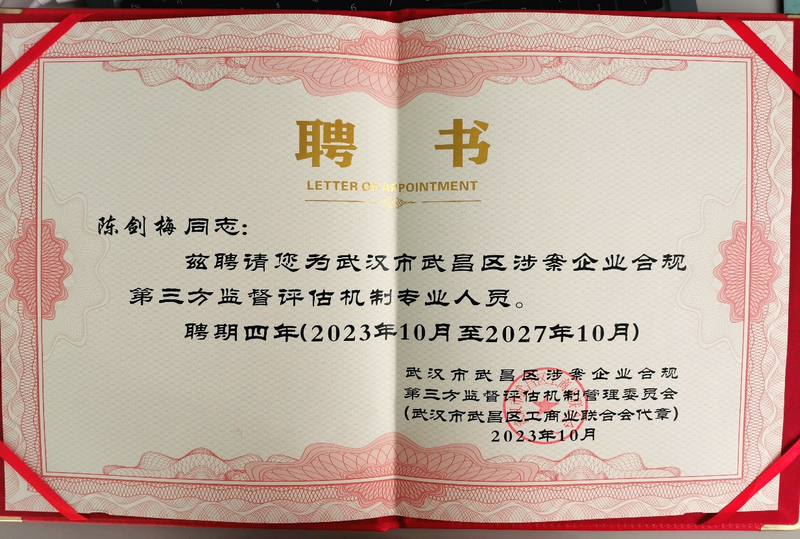 聘 书
LETTER OF APPOINTMENT
陈剑梅同志:
兹聘请您为武汉市武昌区涉案企业合规
第三方监督评估机制专业人员。
聘期四年(2023年10月至2027年10月)
武汉市武昌区涉案企业合规
第三方监督评估机制管理委员会
(武汉市武昌区工商业联合会代章)
2023年10月